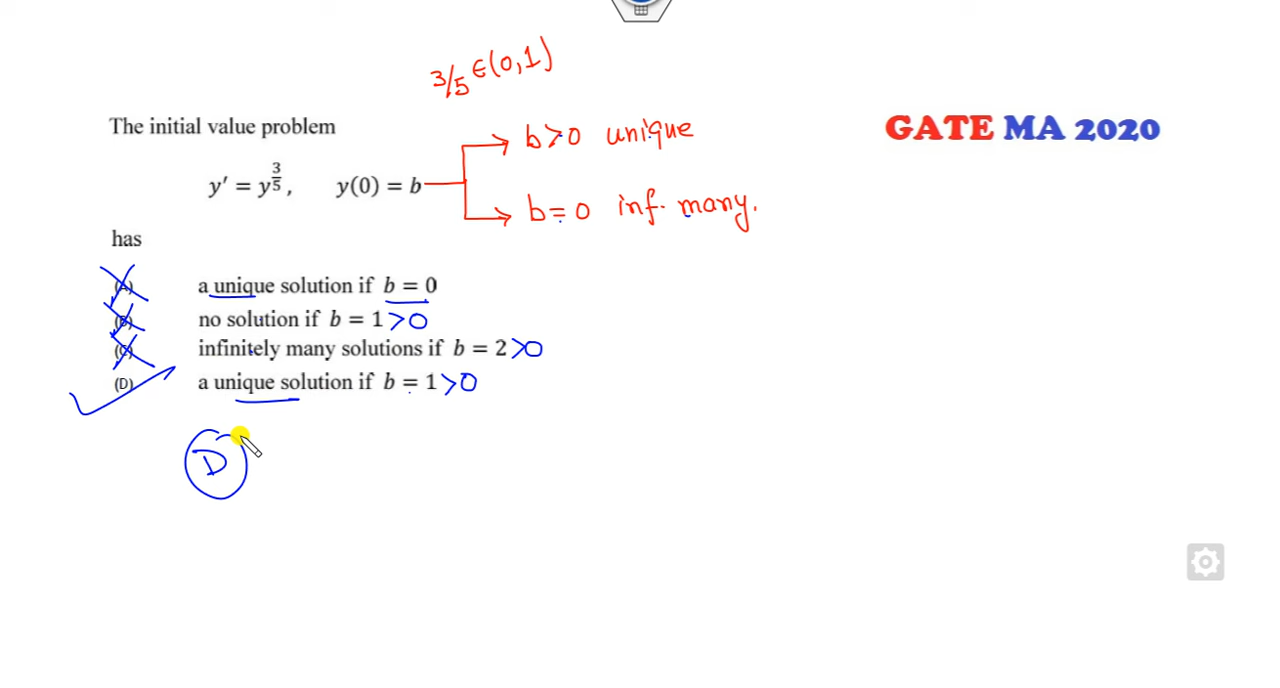 3/5 ∈ (0,1)
The initial value problem
GATE MA 2020
b>0 unique
y′ = y^{3/5}, y(0) = b
b=0 inf. many.
has
(A) a unique solution if b = 0
(B) no solution if b = 1 >0
(C) infinitely many solutions if b = 2 >0
(D) a unique solution if b = 1 >0
D